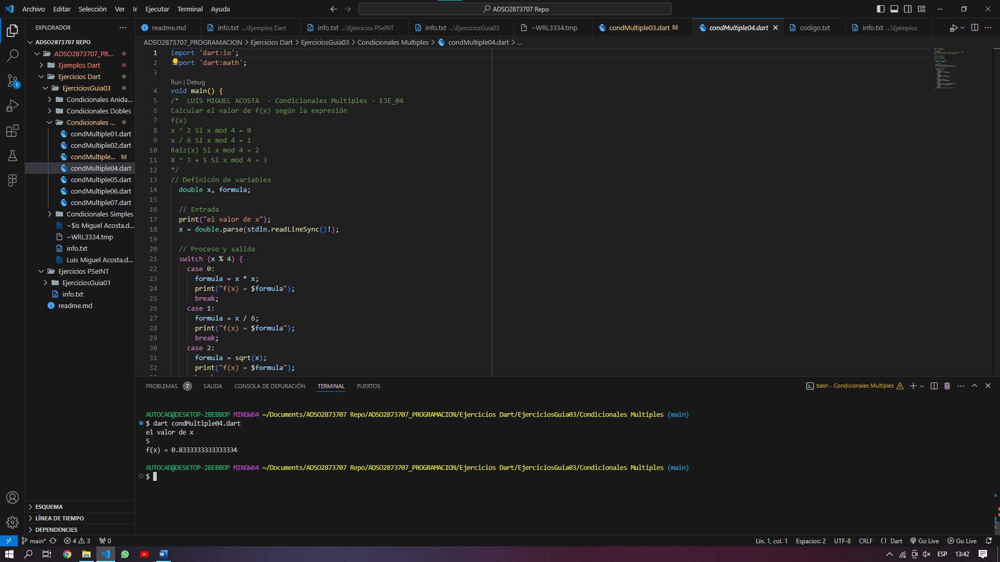 Archivo Editar Selección Ver Ir Ejecutar Terminal Ayuda
ADSO2873707 Repo
EXPLORADOR
readme.md
info.txt ...\Ejemplos Dart
info.txt ...\Ejercicios PSeINT
info.txt ...\EjerciciosGuia03
~WRL3334.tmp
condMultiple03.dart M
condMultiple04.dart
codigo.txt
info.txt ...\Ejemplos
ADSO2873707_PROGRAMACION > Ejercicios Dart > EjerciciosGuia03 > Condicionales Multiples > condMultiple04.dart > ...
ADSO2873707 REPO
ADSO2873707_PR...
Ejemplos Dart
Ejercicios Dart
EjerciciosGuia03
Condicionales Anida...
Condicionales Dobles
Condicionales ...
condMultiple01.dart
condMultiple02.dart
condMultiple... M
condMultiple04.dart
condMultiple05.dart
condMultiple06.dart
condMultiple07.dart
Condicionales Simples
~$is Miguel Acosta.d...
~WRL3334.tmp
info.txt
Luis Miguel Acosta.d...
Ejercicios PSeINT
EjerciciosGuia01
info.txt
readme.md
ESQUEMA
LÍNEA DE TIEMPO
DEPENDENCIES
1
1 import 'dart:io';
2 import 'dart:math';
3
Run | Debug
4 void main() {
5 /*  LUIS MIGUEL ACOSTA  - Condicionales Multiples - EJE_04
6 Calcular el valor de f(x) según la expresión
7 f(x)
8 x ^ 2 Si x mod 4 = 0
9 x / 6 Si x mod 4 = 1
10 Raiz(x) Si x mod 4 = 2
11 X ^ 3 + 5 Si x mod 4 = 3
12 */
13 // Definicón de variables
14 double x, formula;
15
16 // Entrada
17 print("el valor de x");
18 x = double.parse(stdin.readLineSync()!);
19
20 // Proceso y salida
21 switch (x % 4) {
22 case 0:
23 formula = x * x;
24 print("f(x) = $formula");
25 break;
26 case 1:
27 formula = x / 6;
28 print("f(x) = $formula");
29 break;
30 case 2:
31 formula = sqrt(x);
32 print("f(x) = $formula");
PROBLEMAS 7 SALIDA CONSOLA DE DEPURACIÓN TERMINAL PUERTOS
bash - Condicionales Multiples
AUTOCAD@DESKTOP-2BEBBOP MINGW64 ~/Documents/ADSO2873707 Repo/ADSO2873707_PROGRAMACION/Ejercicios Dart/EjerciciosGuia03/Condicionales Multiples (main)
$ dart condMultiple04.dart
el valor de x
5
f(x) = 0.8333333333333334
AUTOCAD@DESKTOP-2BEBBOP MINGW64 ~/Documents/ADSO2873707 Repo/ADSO2873707_PROGRAMACION/Ejercicios Dart/EjerciciosGuia03/Condicionales Multiples (main)
$
main* 4 3 0
Lín. 1, col. 1 Espacios: 2 UTF-8 CRLF {} Dart Go Live Go Live
ESP 13:42